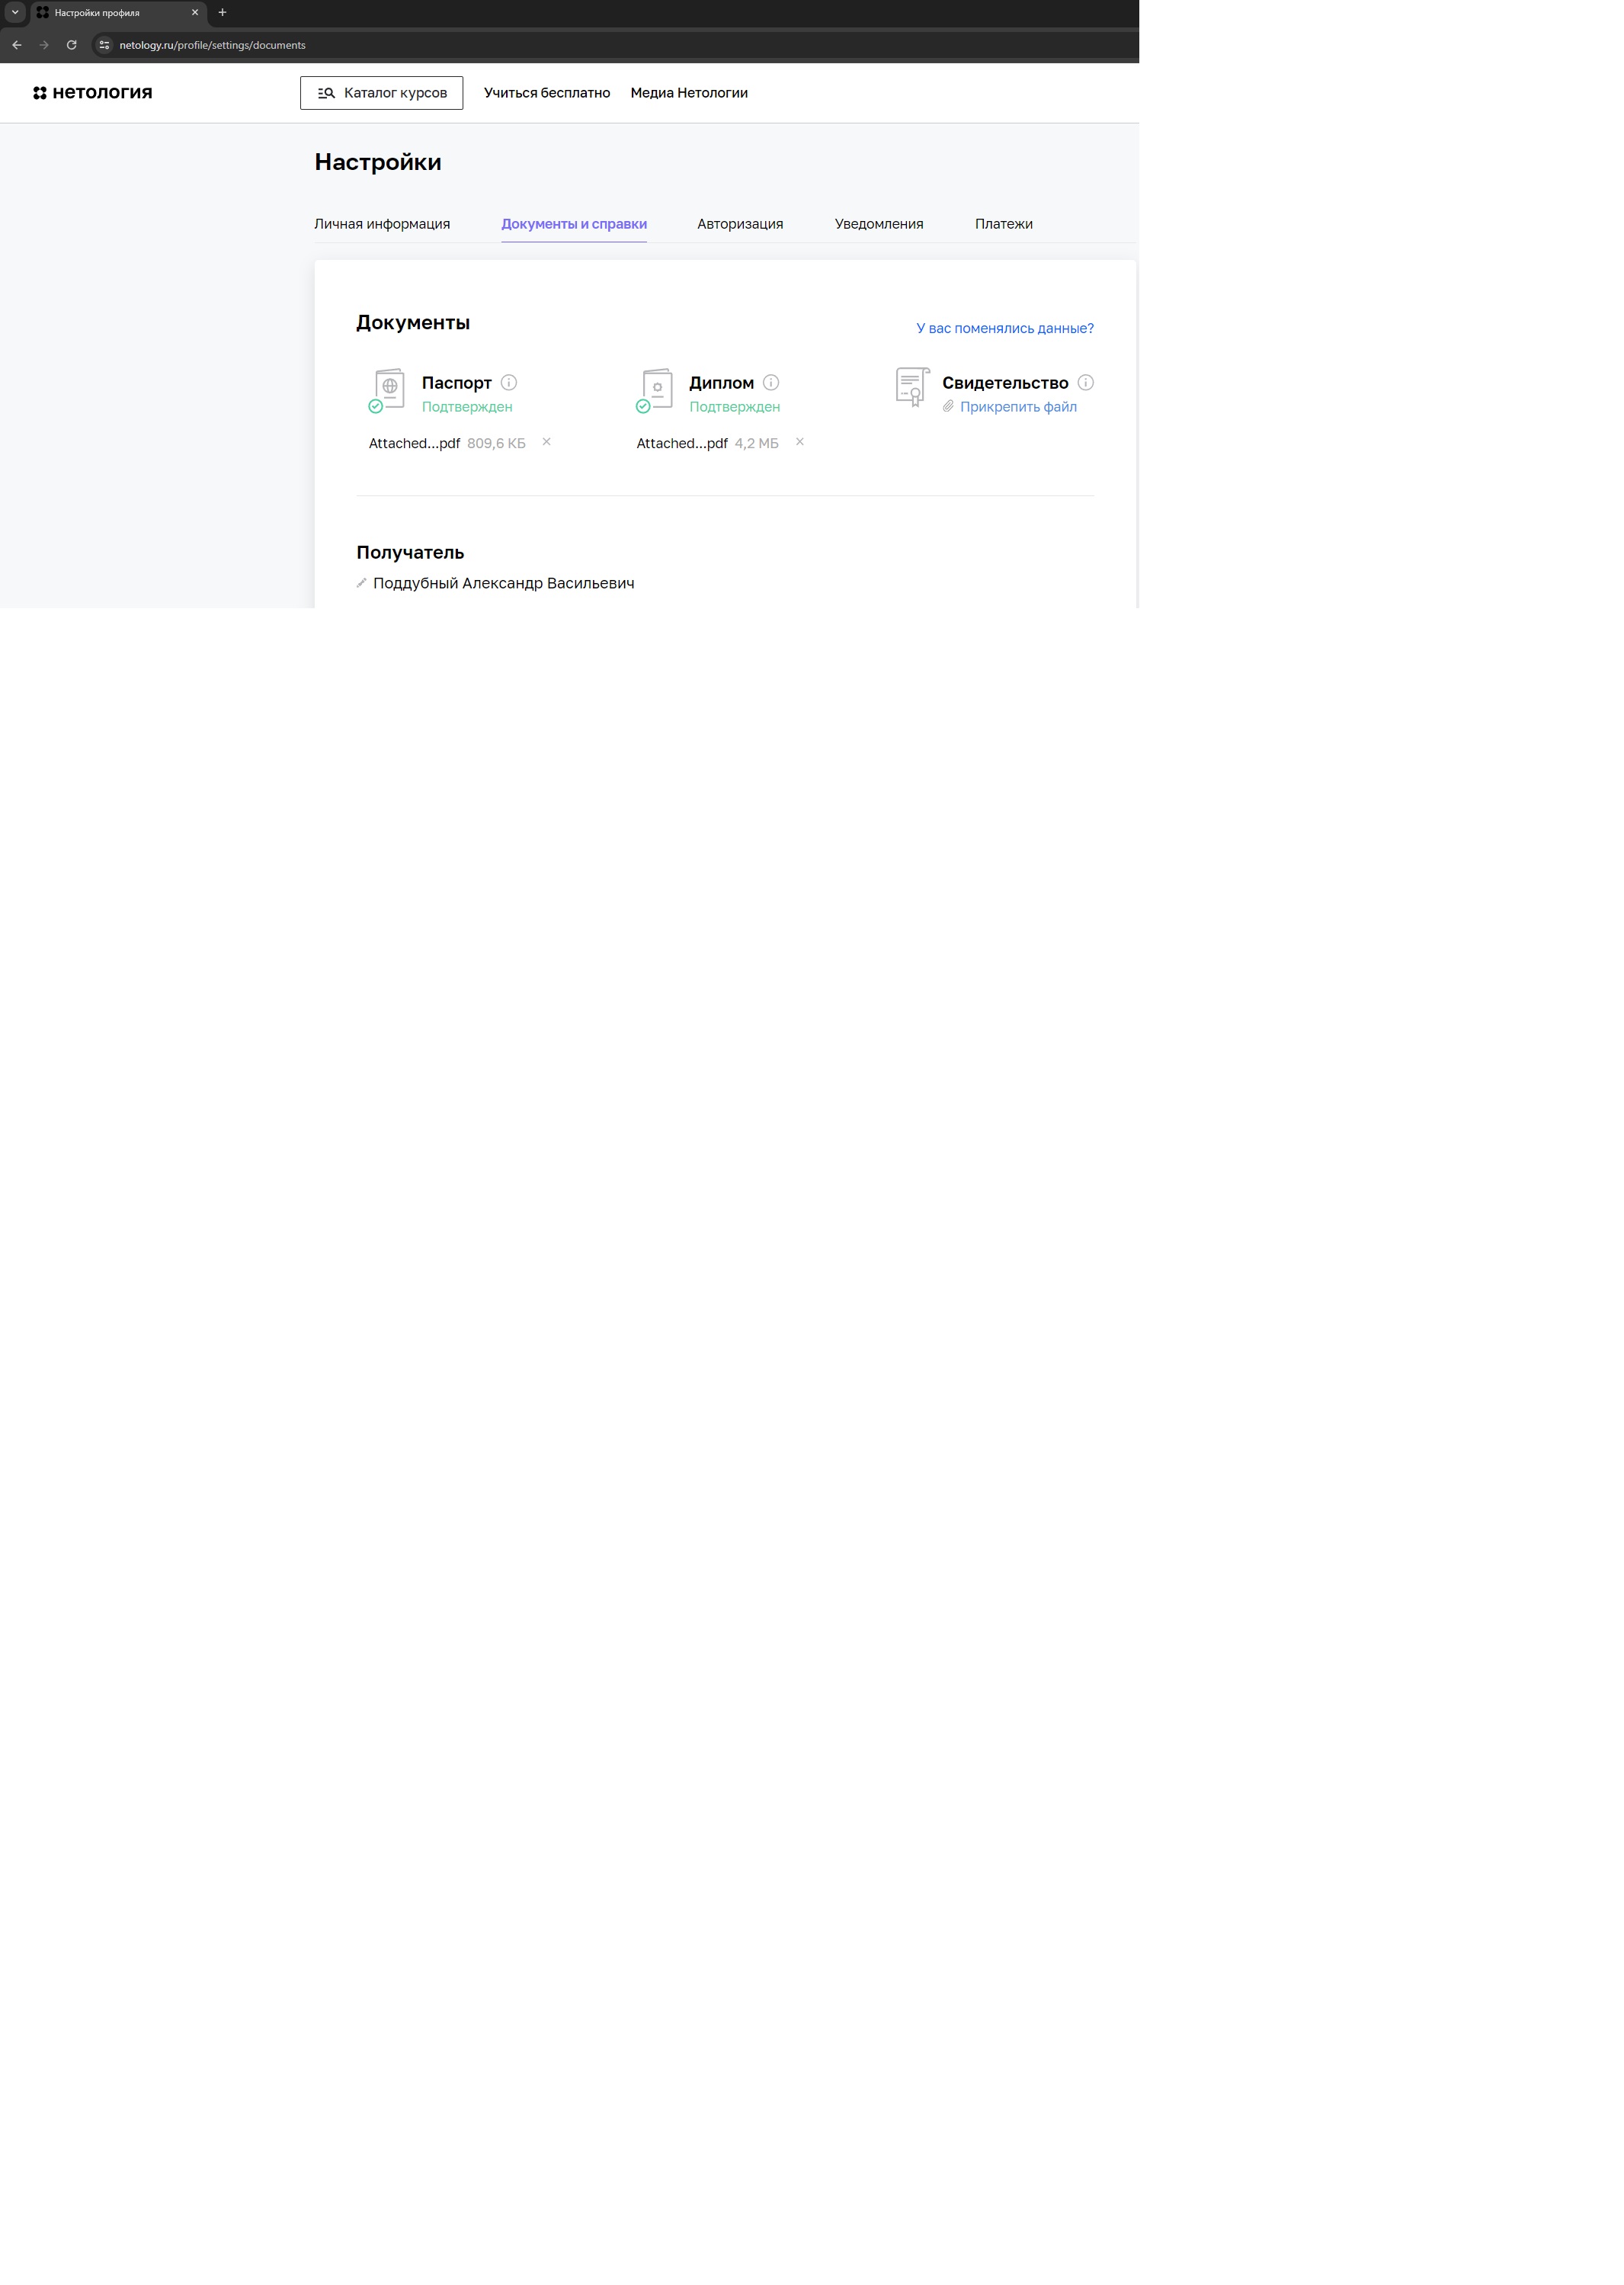 Настройки профиля
netology.ru/profile/settings/documents
нетология Каталог курсов Учиться бесплатно Медиа Нетологии
Настройки
Личная информация Документы и справки Авторизация Уведомления Платежи
Документы У вас поменялись данные?
Паспорт Диплом Свидетельство
Подтвержден Подтвержден Прикрепить файл
Attached...pdf 809,6 КБ Attached...pdf 4,2 МБ
Получатель
Поддубный Александр Васильевич